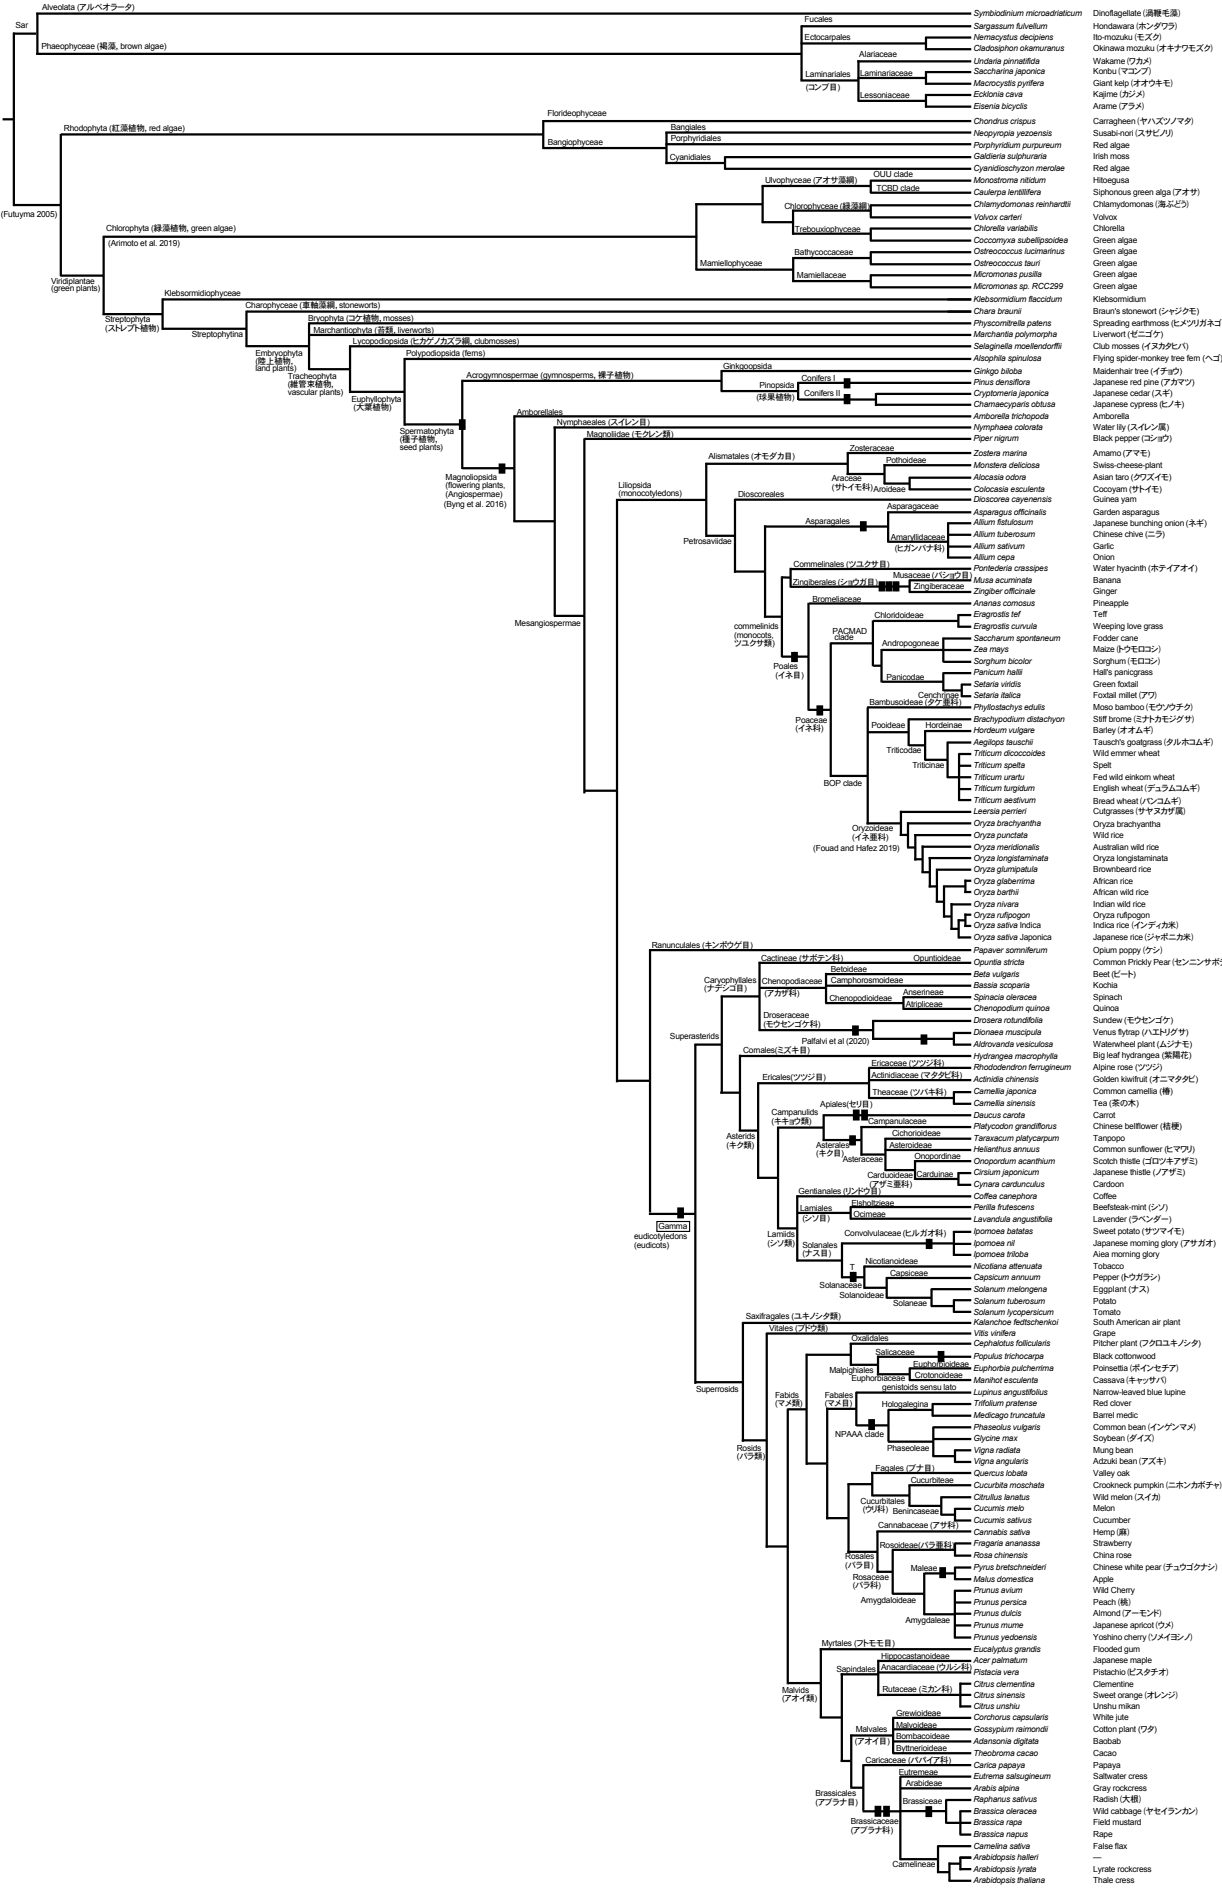 Alveolata (アルベオラータ)
Symbiodinium microadriaticum Dinoflagellate (渦鞭毛藻)
Sar
Fucales
Sargassum fulvellum Hondawara (ホンダワラ)
Ectocarpales
Nemacystus decipiens Ito-mozuku (モズク)
Phaeophyceae (褐藻, brown algae)
Cladosiphon okamuranus Okinawa mozuku (オキナワモズク)
Alariaceae
Undaria pinnatifida Wakame (ワカメ)
Laminariales
(コンブ目)
Laminariaceae
Saccharina japonica Konbu (マコンブ)
Macrocystis pyrifera Giant kelp (オオウキモ)
Lessoniaceae
Ecklonia cava Kajime (カジメ)
Eisenia bicyclis Arame (アラメ)
Florideophyceae
Chondrus crispus Carragheen (ヤハズツノマタ)
Rhodophyta (紅藻植物, red algae)
Bangiales
Neopyropia yezoensis Susabi-nori (スサビノリ)
Bangiophyceae
Porphyridiales
Porphyridium purpureum Red algae
Cyanidiales
Galdieria sulphuraria Irish moss
Cyanidioschyzon merolae Red algae
Ulvophyceae (アオサ藻綱)
OUU clade
Monostroma nitidum Hitoegusa
TCBD clade
Caulerpa lentillifera Siphonous green alga (アオサ)
(Futuyma 2005)
Chlorophyceae (緑藻綱)
Chlamydomonas reinhardtii Chlamydomonas (海ぶどう)
Volvox carteri Volvox
Chlorophyta (緑藻植物, green algae)
(Arimoto et al. 2019)
Trebouxiophyceae
Chlorella variabilis Chlorella
Coccomyxa subellipsoidea Green algae
Mamiellophyceae
Bathycoccaceae
Ostreococcus lucimarinus Green algae
Ostreococcus tauri Green algae
Mamiellaceae
Micromonas pusilla Green algae
Micromonas sp. RCC299 Green algae
Viridiplantae
(green plants)
Klebsormidiophyceae
Klebsormidium flaccidum Klebsormidium
Streptophyta
(ストレプト植物)
Charophyceae (車軸藻綱, stoneworts)
Chara braunii Braun's stonewort (シャジクモ)
Streptophytina
Bryophyta (コケ植物, mosses)
Physcomitrella patens Spreading earthmoss (ヒメツリガネゴ
Marchantiophyta (苔類, liverworts)
Marchantia polymorpha Liverwort (ゼニゴケ)
Embryophyta
(陸上植物,
land plants)
Lycopodiopsida (ヒカゲノカズラ綱, clubmosses)
Selaginella moellendorffii Club mosses (イヌカタヒバ)
Polypodiopsida (ferns)
Alsophila spinulosa Flying spider-monkey tree fern (ヘゴ)
Tracheophyta
(維管束植物,
vascular plants)
Euphyllophyta
(大葉植物)
Acrogymnospermae (gymnosperms, 裸子植物)
Ginkgoopsida
Ginkgo biloba Maidenhair tree (イチョウ)
Pinopsida
(球果植物)
Conifers I
Pinus densiflora Japanese red pine (アカマツ)
Conifers II
Cryptomeria japonica Japanese cedar (スギ)
Chamaecyparis obtusa Japanese cypress (ヒノキ)
Spermatophyta
(種子植物,
seed plants)
Amborellales
Amborella trichopoda Amborella
Nymphaeales (スイレン目)
Nymphaea colorata Water lily (スイレン属)
Magnoliidae (モクレン類)
Piper nigrum Black pepper (コショウ)
Magnoliopsida
(flowering plants,
(Angiospermae)
(Byng et al. 2016)
Alismatales (オモダカ目)
Zosteraceae
Zostera marina Amamo (アマモ)
Pothoideae
Monstera deliciosa Swiss-cheese-plant
Araceae
(サトイモ科)
Aroideae
Alocasia odora Asian taro (クワズイモ)
Colocasia esculenta Cocoyam (サトイモ)
Liliopsida
(monocotyledons)
Dioscoreales
Dioscorea cayenensis Guinea yam
Petrosaviidae
Asparagales
Asparagaceae
Asparagus officinalis Garden asparagus
Allium fistulosum Japanese bunching onion (ネギ)
Amaryllidaceae
(ヒガンバナ科)
Allium tuberosum Chinese chive (ニラ)
Allium sativum Garlic
Allium cepa Onion
Commelinales (ツユクサ目)
Pontederia crassipes Water hyacinth (ホテイアオイ)
Zingiberales (ショウガ目)
Musaceae (バショウ目)
Musa acuminata Banana
Zingiberaceae
Zingiber officinale Ginger
Mesangiospermae
commelinids
(monocots,
ツユクサ類)
Bromeliaceae
Ananas comosus Pineapple
Poales
(イネ目)
PACMAD
clade
Chloridoideae
Eragrostis tef Teff
Eragrostis curvula Weeping love grass
Andropogoneae
Saccharum spontaneum Fodder cane
Zea mays Maize (トウモロコシ)
Sorghum bicolor Sorghum (モロコシ)
Panicodae
Panicum hallii Hall's panicgrass
Setaria viridis Green foxtail
Cenchrinae
Setaria italica Foxtail millet (アワ)
Poaceae
(イネ科)
Bambusoideae (タケ亜科)
Phyllostachys edulis Moso bamboo (モウソウチク)
Pooideae
Brachypodium distachyon Stiff brome (ミナトカモジグサ)
Hordeinae
Hordeum vulgare Barley (オオムギ)
Triticodae
Triticinae
Aegilops tauschii Tausch's goatgrass (タルホコムギ)
Triticum dicoccoides Wild emmer wheat
Triticum spelta Spelt
Triticum urartu Fed wild einkorn wheat
BOP clade
Triticum turgidum English wheat (デュラムコムギ)
Triticum aestivum Bread wheat (パンコムギ)
Oryzoideae
(イネ亜科)
(Fouad and Hafez 2019)
Leersia perrieri Cutgrasses (サヤヌカザ属)
Oryza brachyantha Oryza brachyantha
Oryza punctata Wild rice
Oryza meridionalis Australian wild rice
Oryza longistaminata Oryza longistaminata
Oryza glumipatula Brownbeard rice
Oryza glaberrima African rice
Oryza barthii African wild rice
Oryza nivara Indian wild rice
Oryza rufipogon Oryza rufipogon
Oryza sativa Indica Indica rice (インディカ米)
Oryza sativa Japonica Japanese rice (ジャポニカ米)
Ranunculales (キンポウゲ目)
Papaver somniferum Opium poppy (ケシ)
Caryophyllales
(ナデシコ目)
Cactineae (サボテン科)
Opuntioideae
Opuntia stricta Common Prickly Pear (センニンサボテ
Chenopodiaceae
(アカザ科)
Betoideae
Beta vulgaris Beet (ビート)
Camphorosmoideae
Bassia scoparia Kochia
Chenopodioideae
Anserineae
Spinacia oleracea Spinach
Atripliceae
Chenopodium quinoa Quinoa
Droseraceae
(モウセンゴケ科)
Drosera rotundifolia Sundew (モウセンゴケ)
Palfalvi et al (2020)
Dionaea muscipula Venus flytrap (ハエトリグサ)
Aldrovanda vesiculosa Waterwheel plant (ムジナモ)
Superasterids
Cornales(ミズキ目)
Hydrangea macrophylla Big leaf hydrangea (紫陽花)
Ericales(ツツジ目)
Ericaceae (ツツジ科)
Rhododendron ferrugineum Alpine rose (ツツジ)
Actinidiaceae (マタタビ科)
Actinidia chinensis Golden kiwifruit (オニマタタビ)
Theaceae (ツバキ科)
Camellia japonica Common camellia (椿)
Camellia sinensis Tea (茶の木)
Asterids
(キク類)
Campanulids
(キキョウ類)
Apiales(セリ目)
Daucus carota Carrot
Asterales
(キク目)
Campanulaceae
Platycodon grandiflorus Chinese bellflower (桔梗)
Asteraceae
Cichorioideae
Taraxacum platycarpum Tanpopo
Asteroideae
Helianthus annuus Common sunflower (ヒマワリ)
Carduoideae
(アザミ亜科)
Onopordinae
Onopordum acanthium Scotch thistle (ゴロツキアザミ)
Carduinae
Cirsium japonicum Japanese thistle (ノアザミ)
Cynara cardunculus Cardoon
Gamma
eudicotyledons
(eudicots)
Lamiids
(シソ類)
Gentianales (リンドウ目)
Coffea canephora Coffee
Lamiales
(シソ目)
Elsholtzieae
Perilla frutescens Beefsteak-mint (シソ)
Ocimeae
Lavandula angustifolia Lavender (ラベンダー)
Solanales
(ナス目)
Convolvulaceae (ヒルガオ科)
Ipomoea batatas Sweet potato (サツマイモ)
Ipomoea nil Japanese morning glory (アサガオ)
Ipomoea triloba Aiea morning glory
T
Solanaceae
Nicotianoideae
Nicotiana attenuata Tobacco
Solanoideae
Capsiceae
Capsicum annuum Pepper (トウガラシ)
Solaneae
Solanum melongena Eggplant (ナス)
Solanum tuberosum Potato
Solanum lycopersicum Tomato
Superrosids
Saxifragales (ユキノシタ類)
Kalanchoe fedtschenkoi South American air plant
Vitales (ブドウ類)
Vitis vinifera Grape
Rosids
(バラ類)
Fabids
(マメ類)
Oxalidales
Cephalotus follicularis Pitcher plant (フクロユキノシタ)
Malpighiales
Salicaceae
Populus trichocarpa Black cottonwood
Euphorbiaceae
Euphorbioideae
Euphorbia pulcherrima Poinsettia (ポインセチア)
Crotonoideae
Manihot esculenta Cassava (キャッサバ)
Fabales
(マメ目)
genistoids sensu lato
Lupinus angustifolius Narrow-leaved blue lupine
NPAAA clade
Hologalegina
Trifolium pratense Red clover
Medicago truncatula Barrel medic
Phaseoleae
Phaseolus vulgaris Common bean (インゲンマメ)
Glycine max Soybean (ダイズ)
Vigna radiata Mung bean
Vigna angularis Adzuki bean (アズキ)
Fagales (ブナ目)
Quercus lobata Valley oak
Cucurbitales
(ウリ科)
Cucurbiteae
Cucurbita moschata Crookneck pumpkin (ニホンカボチャ)
Benincaseae
Citrullus lanatus Wild melon (スイカ)
Cucumis melo Melon
Cucumis sativus Cucumber
Rosales
(バラ目)
Cannabaceae (アサ科)
Cannabis sativa Hemp (麻)
Rosaceae
(バラ科)
Rosoideae(バラ亜科)
Fragaria ananassa Strawberry
Rosa chinensis China rose
Amygdaloideae
Maleae
Pyrus bretschneideri Chinese white pear (チュウゴクナシ)
Malus domestica Apple
Amygdaleae
Prunus avium Wild Cherry
Prunus persica Peach (桃)
Prunus dulcis Almond (アーモンド)
Prunus mume Japanese apricot (ウメ)
Prunus yedoensis Yoshino cherry (ソメイヨシノ)
Malvids
(アオイ類)
Myrtales (フトモモ目)
Eucalyptus grandis Flooded gum
Sapindales
Hippocastanoideae
Acer palmatum Japanese maple
Anacardiaceae (ウルシ科)
Pistacia vera Pistachio (ピスタチオ)
Rutaceae (ミカン科)
Citrus clementina Clementine
Citrus sinensis Sweet orange (オレンジ)
Citrus unshiu Unshu mikan
Malvales
(アオイ目)
Grewioideae
Corchorus capsularis White jute
Malvoideae
Gossypium raimondii Cotton plant (ワタ)
Bombacoideae
Adansonia digitata Baobab
Byttnerioideae
Theobroma cacao Cacao
Brassicales
(アブラナ目)
Caricaceae (パパイア科)
Carica papaya Papaya
Brassicaceae
(アブラナ科)
Eutremeae
Eutrema salsugineum Saltwater cress
Arabideae
Arabis alpina Gray rockcress
Brassiceae
Raphanus sativus Radish (大根)
Brassica oleracea Wild cabbage (ヤセイランカン)
Brassica rapa Field mustard
Brassica napus Rape
Camelineae
Camelina sativa False flax
Arabidopsis halleri —
Arabidopsis lyrata Lyrate rockcress
Arabidopsis thaliana Thale cress